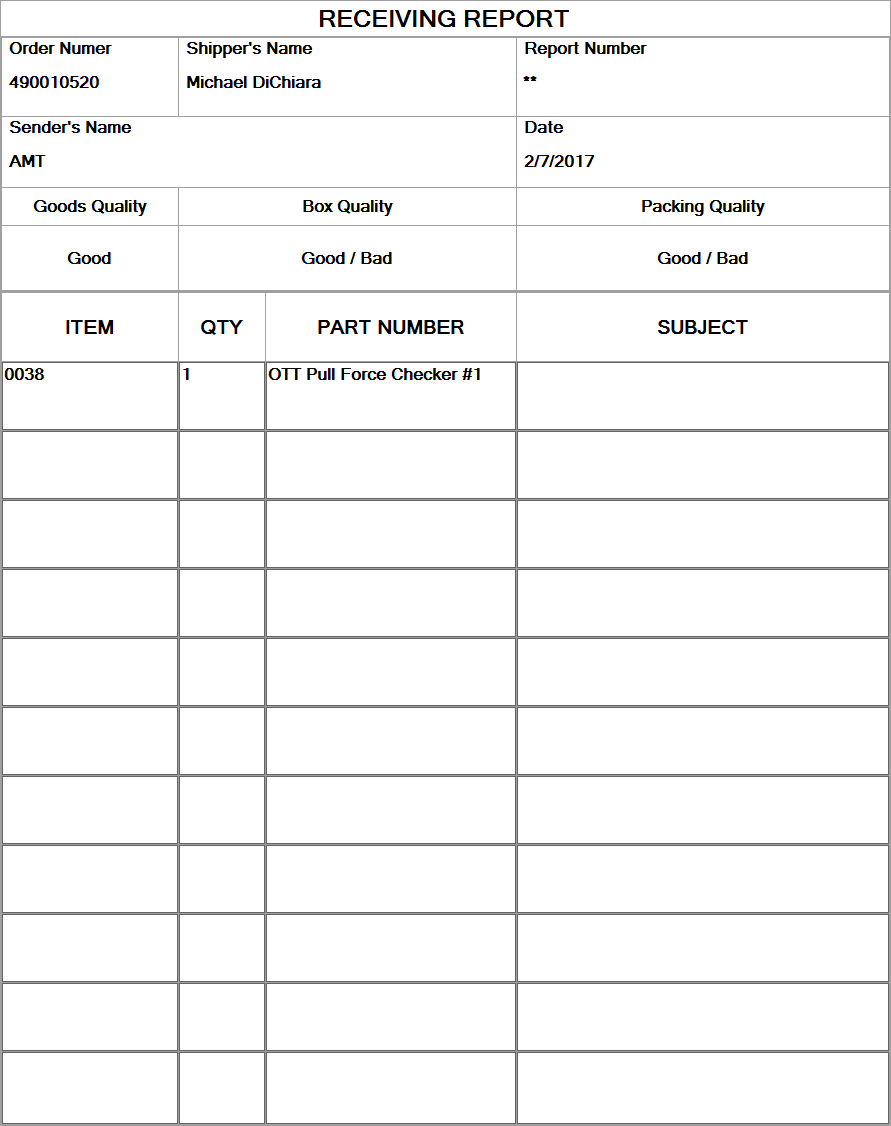 RECEIVING REPORT
Order Numer Shipper's Name Report Number
490010520 Michael DiChiara **
Sender's Name Date
AMT 2/7/2017
Goods Quality Box Quality Packing Quality
Good Good / Bad Good / Bad
ITEM QTY PART NUMBER SUBJECT
0038 1 OTT Pull Force Checker #1